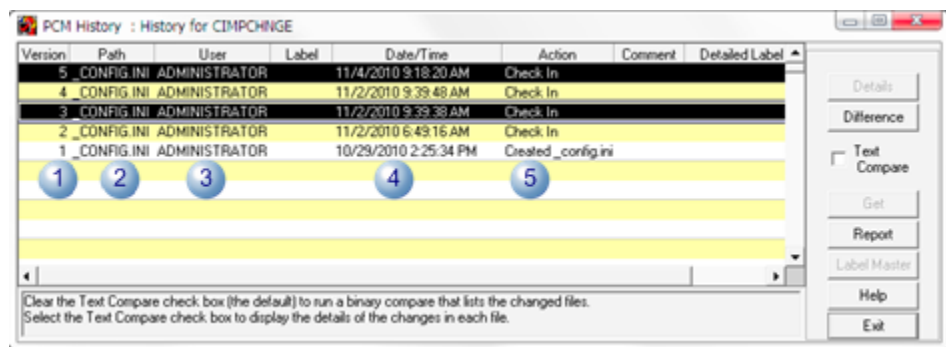 PCM History : History for CIMPCHNGE
Version Path User Label Date/Time Action Comment Detailed Label
5 _CONFIG.INI ADMINISTRATOR 11/4/2010 9:18:20 AM Check In
4 _CONFIG.INI ADMINISTRATOR 11/2/2010 9:39:48 AM Check In
3 _CONFIG.INI ADMINISTRATOR 11/2/2010 9:39:38 AM Check In
2 _CONFIG.INI ADMINISTRATOR 11/2/2010 6:49:16 AM Check In
1 _CONFIG.INI ADMINISTRATOR 10/29/2010 2:25:34 PM Created _config.ini
1 2 3 4 5
Details
Difference
Text
Compare
Get
Report
Label Master
Help
Exit
Clear the Text Compare check box (the default) to run a binary compare that lists the changed files.
Select the Text Compare check box to display the details of the changes in each file.